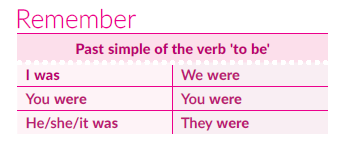 Remember
Past simple of the verb 'to be'
I was We were
You were You were
He/she/it was They were